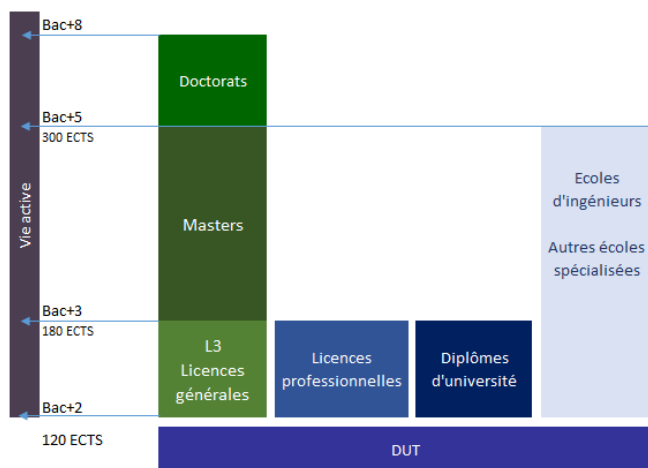 Bac+8
Doctorats
Bac+5
300 ECTS
Ecoles
d'ingénieurs
Autres écoles
spécialisées
Vie active
Masters
Bac+3
180 ECTS
L3
Licences
générales
Licences
professionnelles
Diplômes
d'université
Bac+2
120 ECTS
DUT